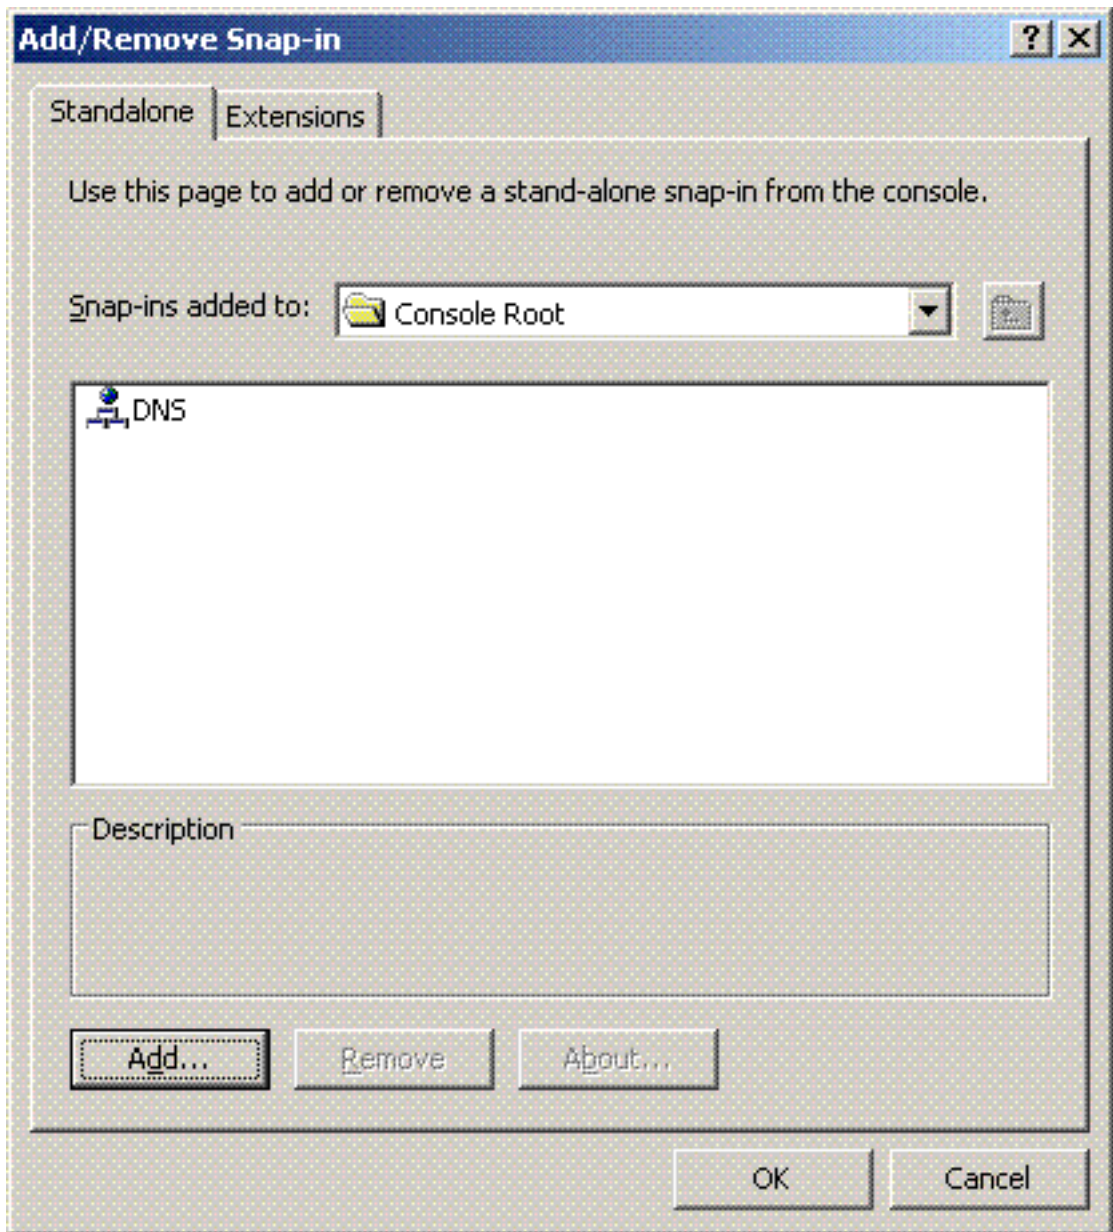 Add/Remove Snap-in
Standalone
Extensions
Use this page to add or remove a stand-alone snap-in from the console.
Snap-ins added to:
Console Root
DNS
Description
Add...
Remove
About...
OK
Cancel